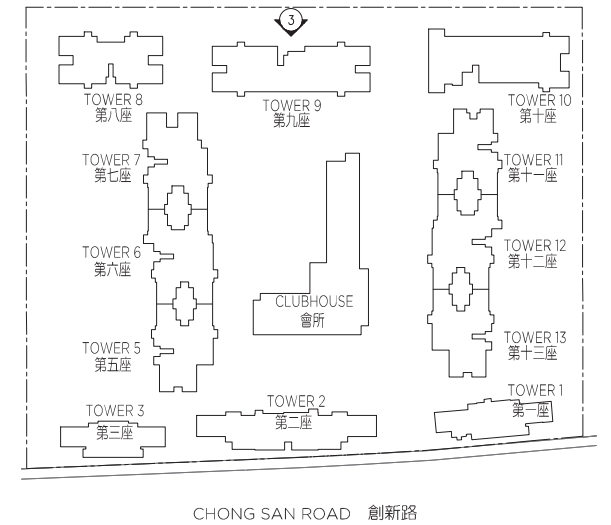 3
TOWER 8
第八座
TOWER 9
第九座
TOWER 10
第十座
TOWER 7
第七座
TOWER 11
第十一座
TOWER 6
第六座
TOWER 12
第十二座
CLUBHOUSE
會所
TOWER 5
第五座
TOWER 13
第十三座
TOWER 3
第三座
TOWER 2
第二座
TOWER 1
第一座
CHONG SAN ROAD 創新路